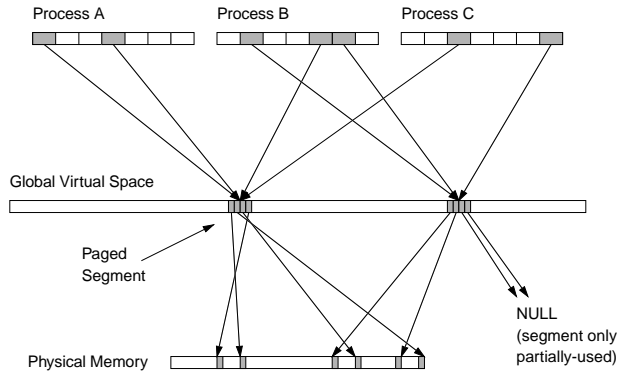 Process A
Process B
Process C
Global Virtual Space
Paged
Segment
NULL
(segment only
partially-used)
Physical Memory